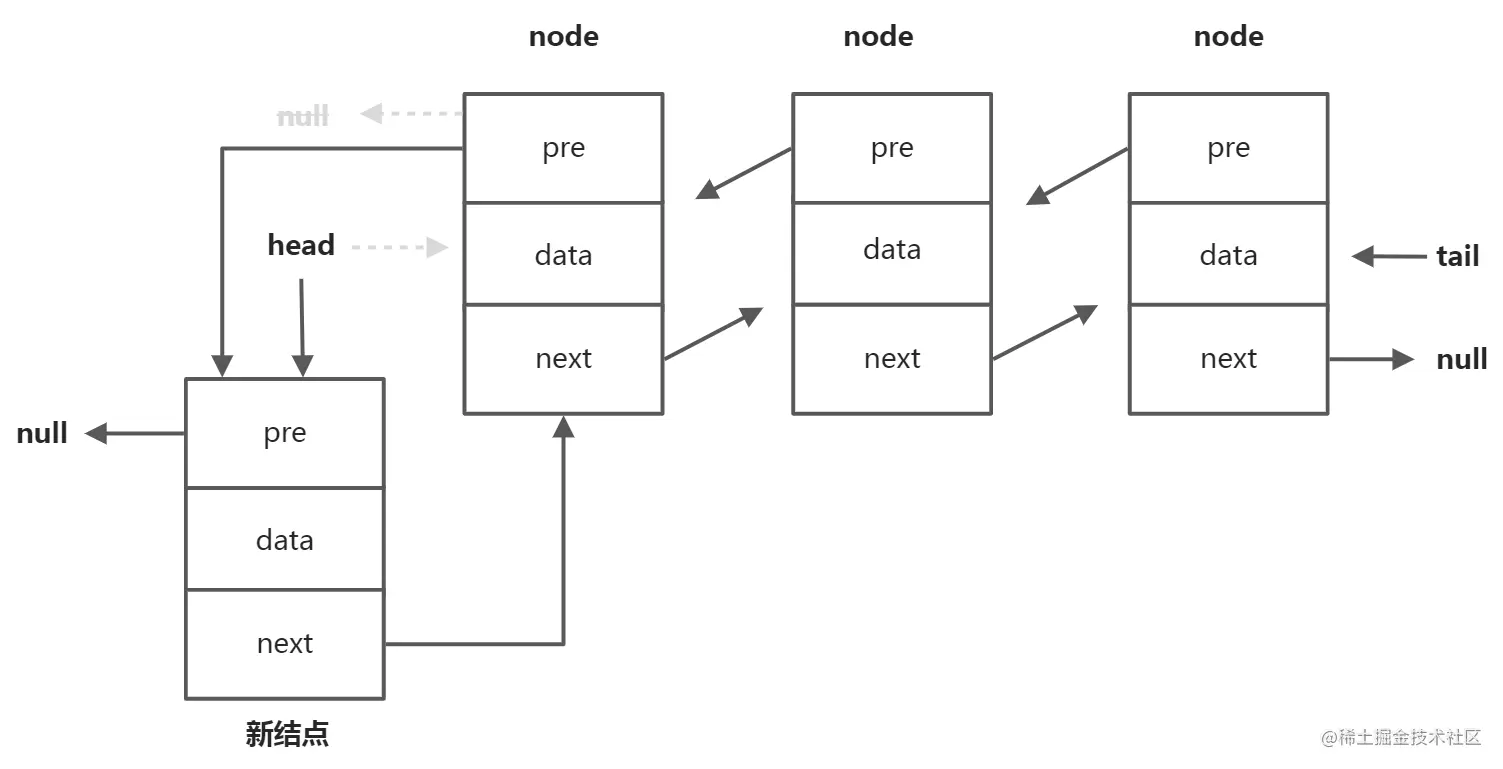 node node node
null
pre pre pre
head
data data data tail
next next next null
null
pre
data
next
新结点
@稀土掘金技术社区